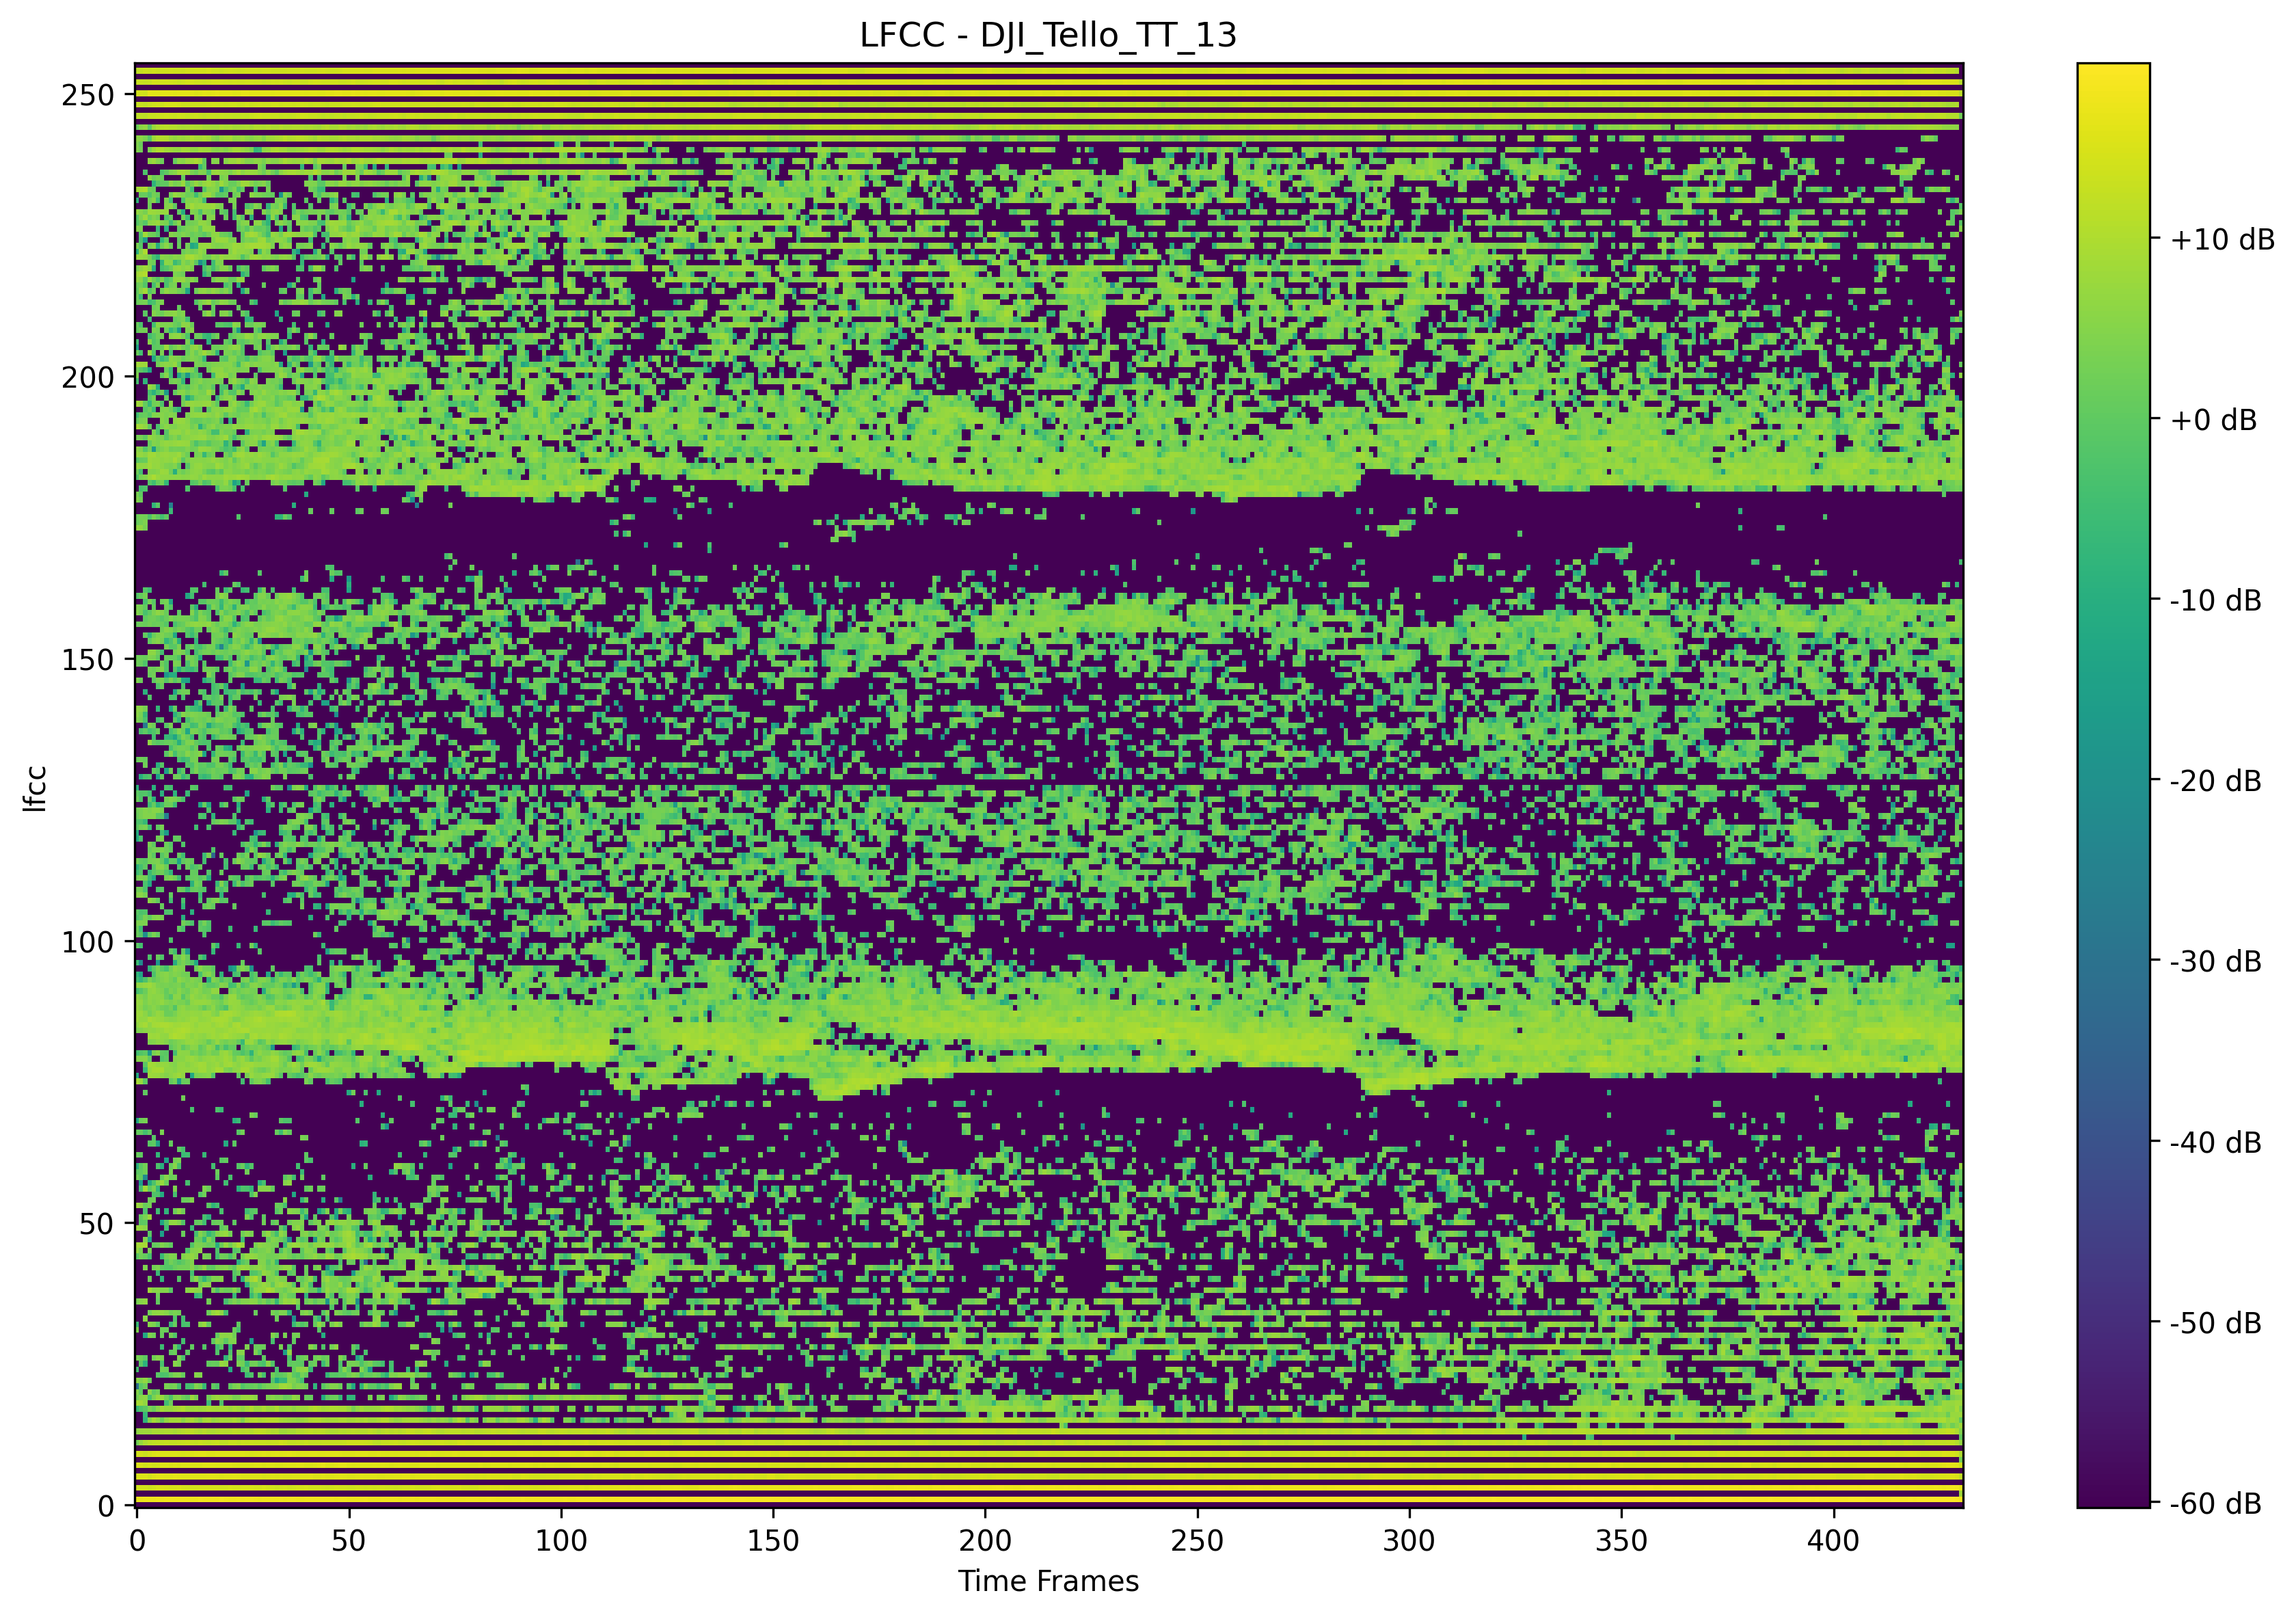 LFCC - DJI_Tello_TT_13
250
200
150
100
50
0
lfcc
0 50 100 150 200 250 300 350 400
Time Frames
+10 dB
+0 dB
-10 dB
-20 dB
-30 dB
-40 dB
-50 dB
-60 dB